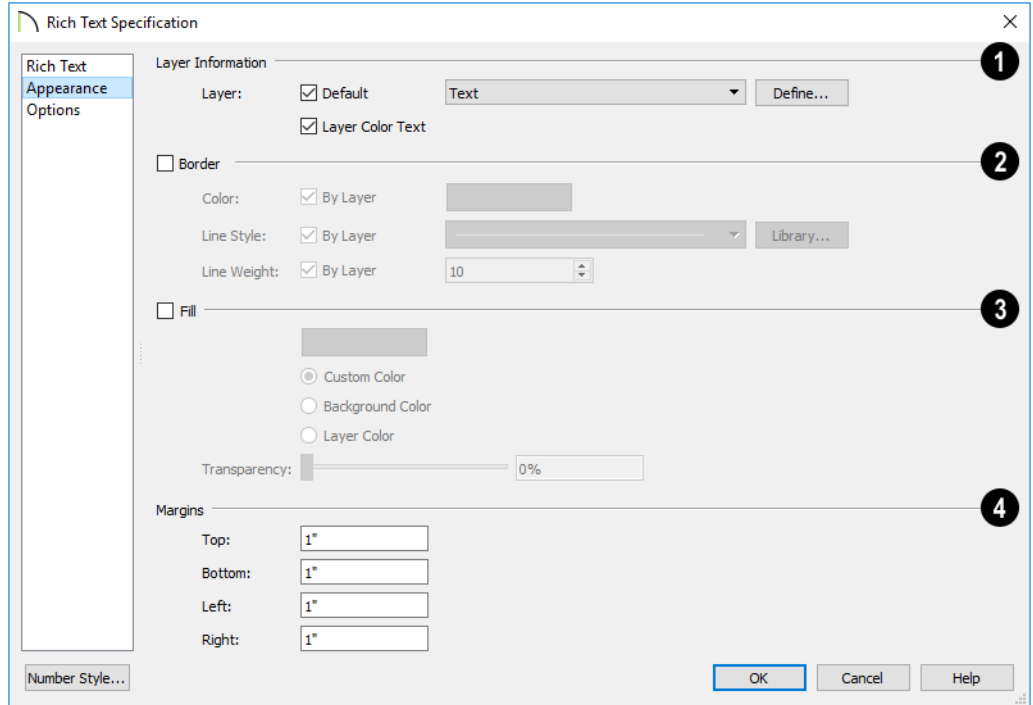 Rich Text Specification
Rich Text
Appearance
Options
Layer Information
1
Layer:
Default
Text
Define...
Layer Color Text
Border
2
Color:
By Layer
Line Style:
By Layer
Library...
Line Weight:
By Layer
10
Fill
3
Custom Color
Background Color
Layer Color
Transparency:
0%
Margins
4
Top:
1"
Bottom:
1"
Left:
1"
Right:
1"
Number Style...
OK
Cancel
Help